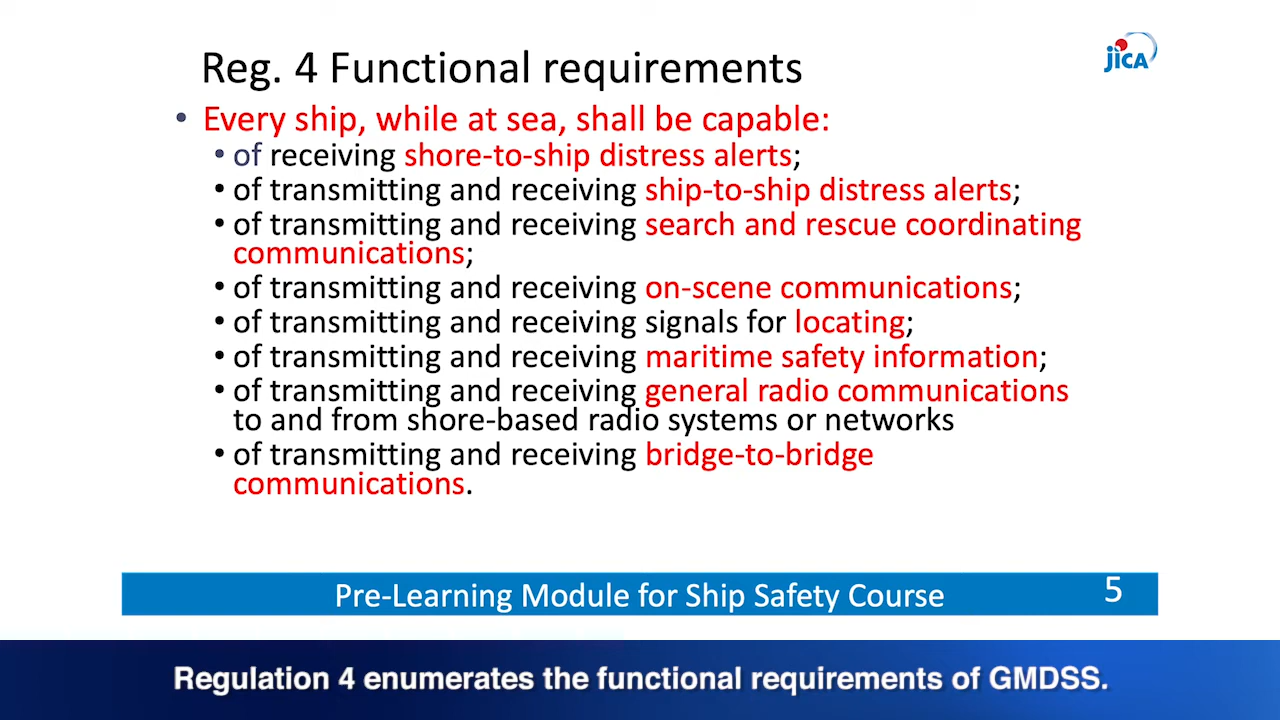 JICA
Reg. 4 Functional requirements
• Every ship, while at sea, shall be capable:
• of receiving shore-to-ship distress alerts;
• of transmitting and receiving ship-to-ship distress alerts;
• of transmitting and receiving search and rescue coordinating
communications;
• of transmitting and receiving on-scene communications;
• of transmitting and receiving signals for locating;
• of transmitting and receiving maritime safety information;
• of transmitting and receiving general radio communications
to and from shore-based radio systems or networks
• of transmitting and receiving bridge-to-bridge
communications.
Pre-Learning Module for Ship Safety Course 5
Regulation 4 enumerates the functional requirements of GMDSS.